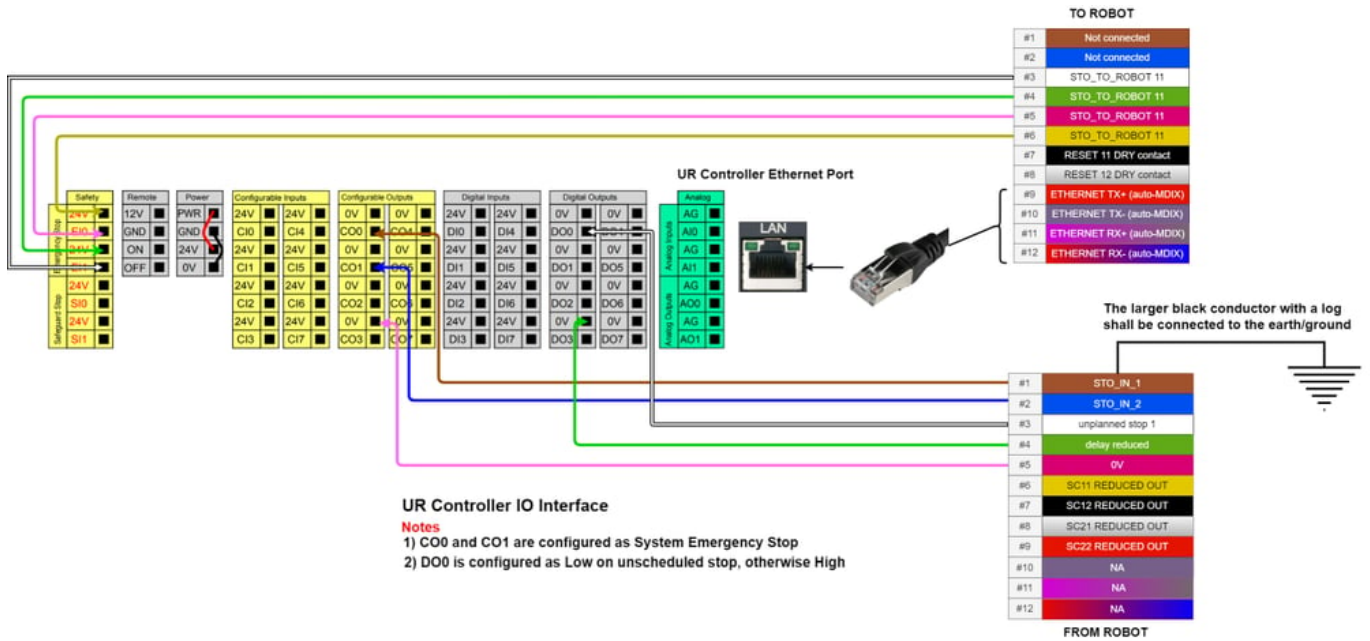 TO ROBOT
#1 Not connected
#2 Not connected
#3 STO_TO_ROBOT 11
#4 STO_TO_ROBOT 11
#5 STO_TO_ROBOT 11
#6 STO_TO_ROBOT 11
#7 RESET 11 DRY contact
#8 RESET 12 DRY contact
#9 ETHERNET TX+ (auto-MDIX)
#10 ETHERNET TX- (auto-MDIX)
#11 ETHERNET RX+ (auto-MDIX)
#12 ETHERNET RX- (auto-MDIX)
UR Controller Ethernet Port
LAN
Safety
Emergency Stop
24V
EI0
24V
EI1
Safeguard Stop
24V
SI0
24V
SI1
Remote
12V
GND
ON
OFF
Power
PWR
GND
24V
0V
Configurable Inputs
24V 24V
CI0 CI4
24V 24V
CI1 CI5
24V 24V
CI2 CI6
24V 24V
CI3 CI7
Configurable Outputs
0V 0V
CO0 CO4
0V 0V
CO1 CO5
0V 0V
CO2 CO6
0V 0V
CO3 CO7
Digital Inputs
24V 24V
DI0 DI4
24V 24V
DI1 DI5
24V 24V
DI2 DI6
24V 24V
DI3 DI7
Digital Outputs
0V 0V
DO0 DO4
0V 0V
DO1 DO5
0V 0V
DO2 DO6
0V 0V
DO3 DO7
Analog
Analog Inputs
AG
AI0
AG
AI1
Analog Outputs
AG
AO0
AG
AO1
The larger black conductor with a log
shall be connected to the earth/ground
#1 STO_IN_1
#2 STO_IN_2
#3 unplanned stop 1
#4 delay reduced
#5 0V
#6 SC11 REDUCED OUT
#7 SC12 REDUCED OUT
#8 SC21 REDUCED OUT
#9 SC22 REDUCED OUT
#10 NA
#11 NA
#12 NA
FROM ROBOT
UR Controller IO Interface
Notes
1) CO0 and CO1 are configured as System Emergency Stop
2) DO0 is configured as Low on unscheduled stop, otherwise High